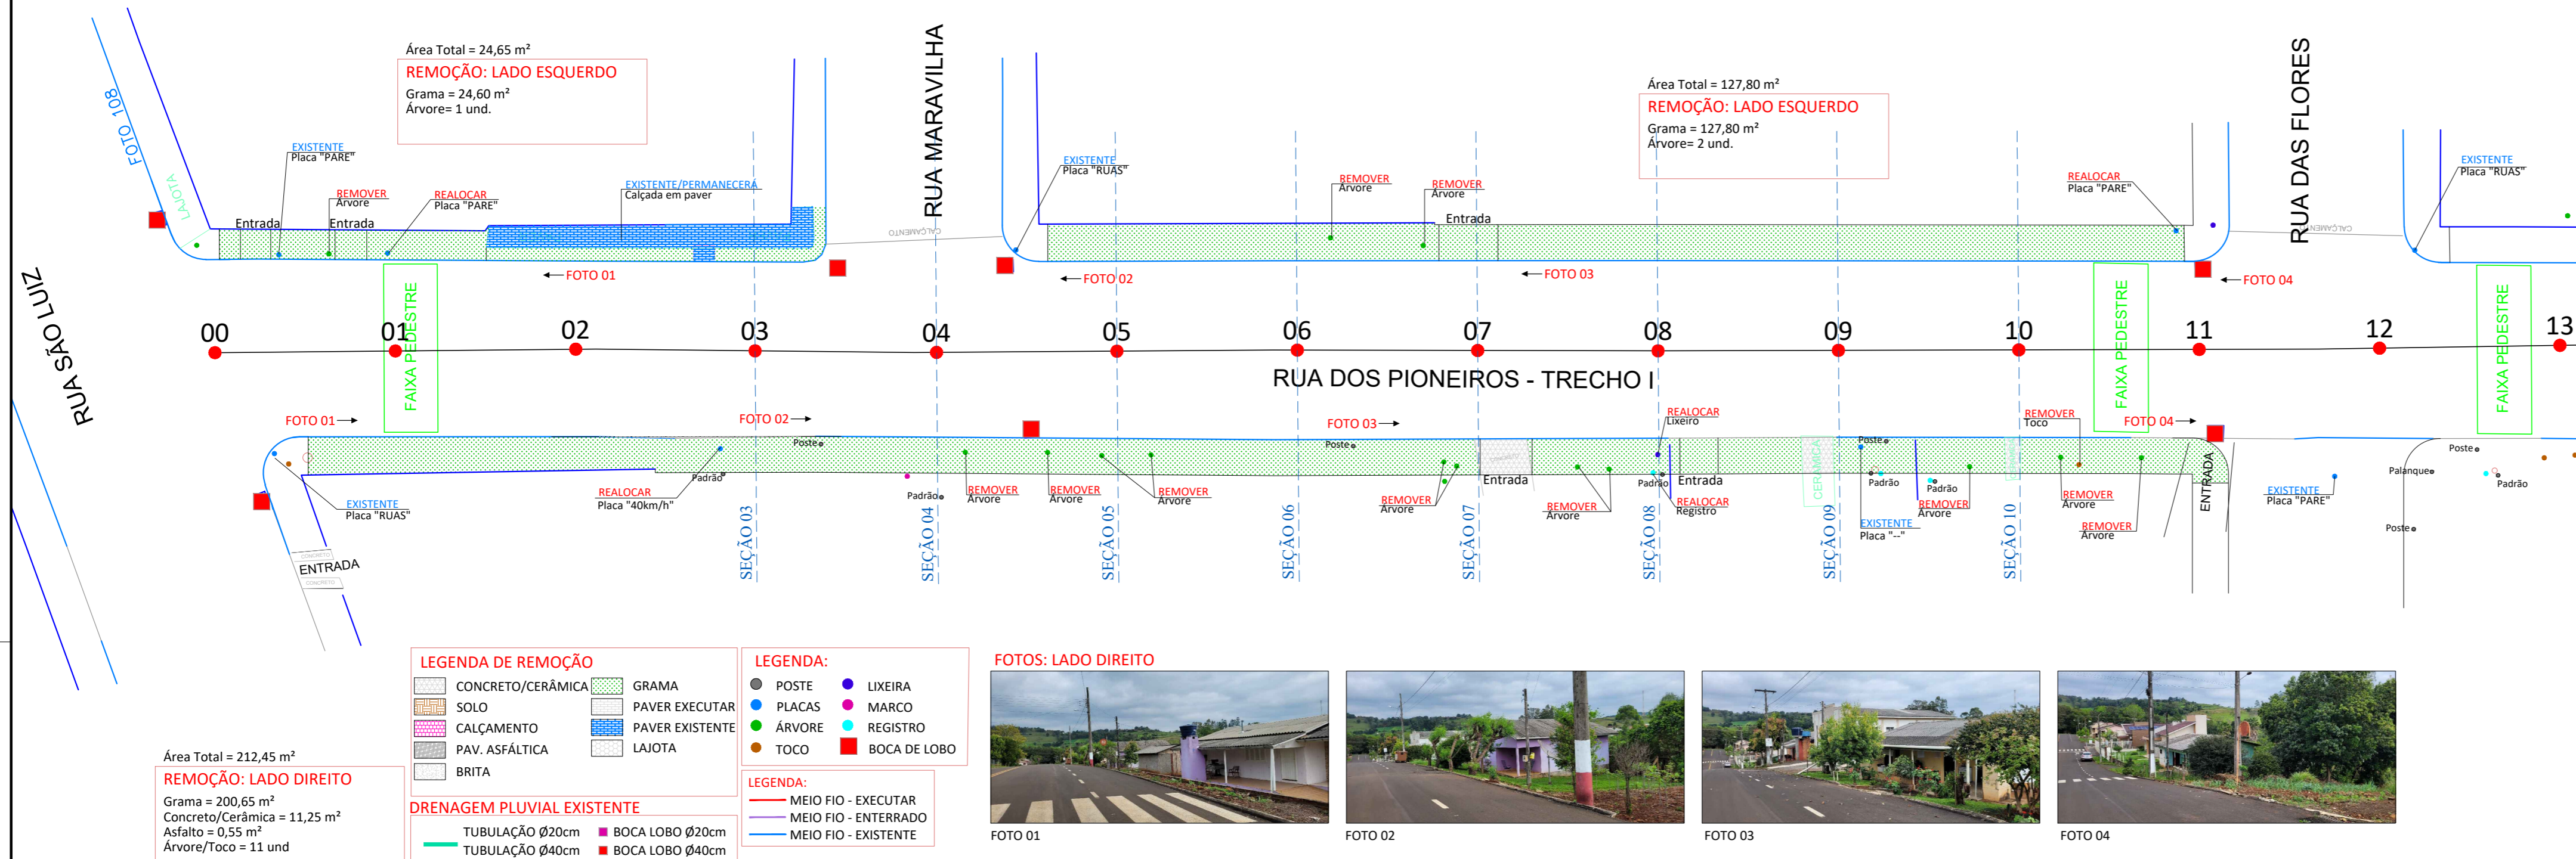 Área Total = 24,65 m²
REMOÇÃO: LADO ESQUERDO
Grama = 24,60 m²
Árvore= 1 und.
Área Total = 127,80 m²
REMOÇÃO: LADO ESQUERDO
Grama = 127,80 m²
Árvore= 2 und.
RUA MARAVILHA
RUA DAS FLORES
FOTO 108
LAJOTA
EXISTENTE
Placa "PARE"
REMOVER
Árvore
REALOCAR
Placa "PARE"
EXISTENTE/PERMANECERÁ
Calçada em paver
Entrada
Entrada
CALÇAMENTO
EXISTENTE
Placa "RUAS"
REMOVER
Árvore
REMOVER
Árvore
Entrada
REALOCAR
Placa "PARE"
CALÇAMENTO
EXISTENTE
Placa "RUAS"
FOTO 01
FOTO 02
FOTO 03
FOTO 04
RUA SÃO LUIZ
00
01
02
03
04
05
06
07
08
09
10
11
12
13
FAIXA PEDESTRE
FAIXA PEDESTRE
FAIXA PEDESTRE
RUA DOS PIONEIROS - TRECHO I
FOTO 01
FOTO 02
FOTO 03
FOTO 04
EXISTENTE
Placa "RUAS"
CONCRETO
ENTRADA
CONCRETO
REALOCAR
Placa "40km/h"
Padrão
Poste
Padrão
REMOVER
Árvore
REMOVER
Árvore
REMOVER
Árvore
Poste
REMOVER
Árvore
CONCRETO
Entrada
REMOVER
Árvore
REALOCAR
Lixeiro
Padrão
Entrada
REALOCAR
Registro
CERÂMICA
Poste
Padrão
EXISTENTE
Placa "--"
Padrão
REMOVER
Árvore
REMOVER
Toco
REMOVER
Árvore
REMOVER
Árvore
ENTRADA
EXISTENTE
Placa "PARE"
Poste
Palanque
Padrão
Poste
SEÇÃO 03
SEÇÃO 04
SEÇÃO 05
SEÇÃO 06
SEÇÃO 07
SEÇÃO 08
SEÇÃO 09
SEÇÃO 10
Área Total = 212,45 m²
REMOÇÃO: LADO DIREITO
Grama = 200,65 m²
Concreto/Cerâmica = 11,25 m²
Asfalto = 0,55 m²
Árvore/Toco = 11 und
LEGENDA DE REMOÇÃO
CONCRETO/CERÂMICA
SOLO
CALÇAMENTO
PAV. ASFÁLTICA
BRITA
GRAMA
PAVER EXECUTAR
PAVER EXISTENTE
LAJOTA
DRENAGEM PLUVIAL EXISTENTE
TUBULAÇÃO Ø20cm
TUBULAÇÃO Ø40cm
BOCA LOBO Ø20cm
BOCA LOBO Ø40cm
LEGENDA:
POSTE
PLACAS
ÁRVORE
TOCO
LIXEIRA
MARCO
REGISTRO
BOCA DE LOBO
LEGENDA:
MEIO FIO - EXECUTAR
MEIO FIO - ENTERRADO
MEIO FIO - EXISTENTE
FOTOS: LADO DIREITO
FOTO 01
FOTO 02
FOTO 03
FOTO 04